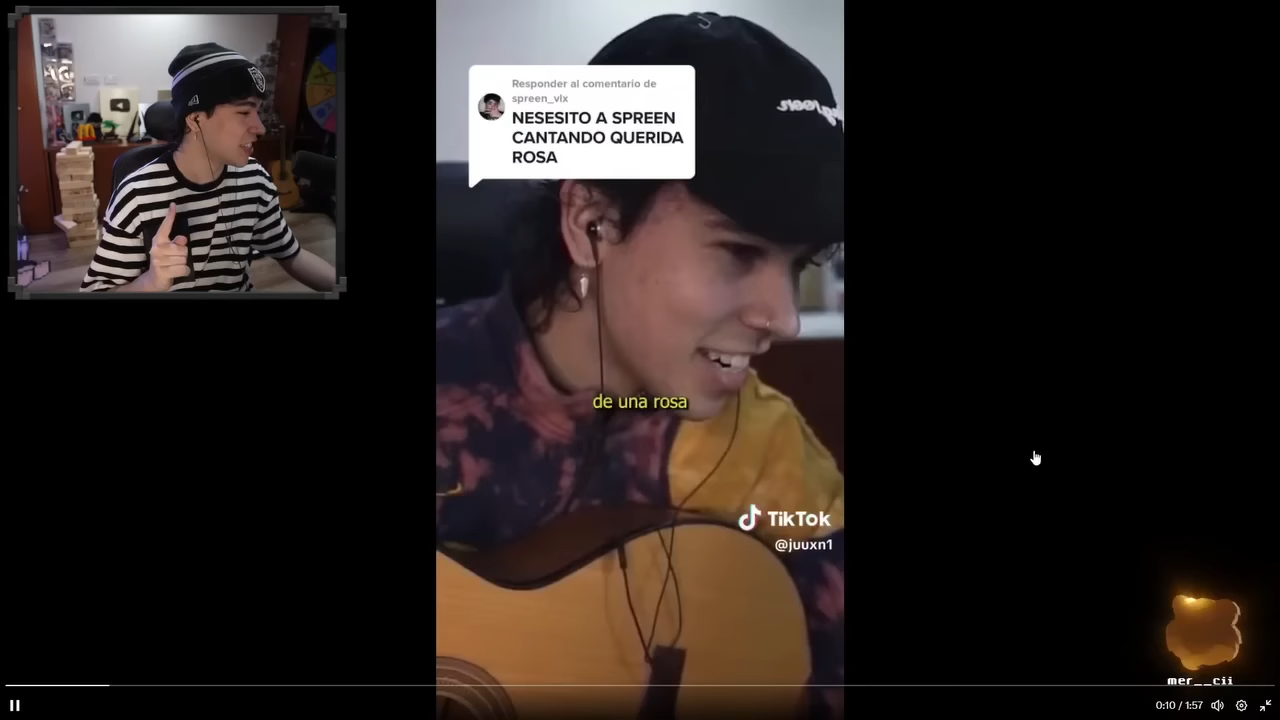 Responder al comentario de
spreen_vlx
NESESITO A SPREEN
CANTANDO QUERIDA
ROSA
de una rosa
TikTok
@juuxn1
mer__cii
0:10 / 1:57